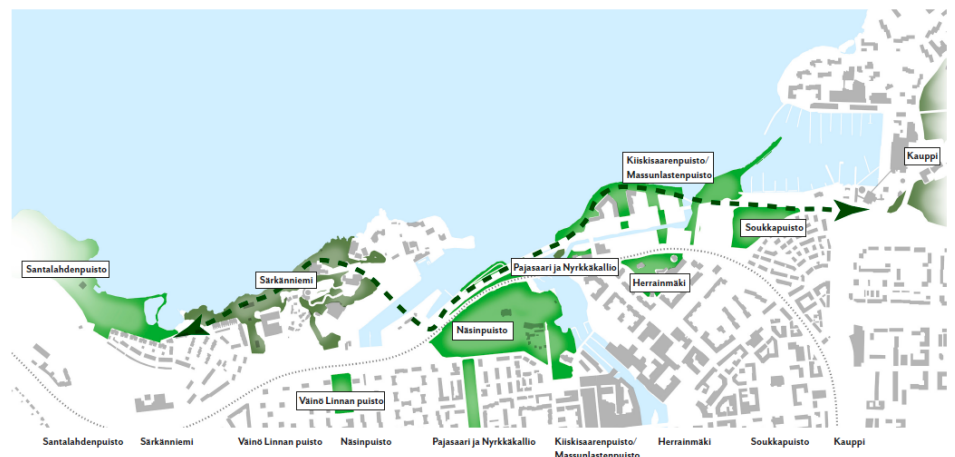 Kiiskisaarenpuisto/
Massunlastenpuisto
Kauppi
Soukkapuisto
Santalahdenpuisto
Särkänniemi
Pajasaari ja Nyrkkäkallio
Herrainmäki
Näsinpuisto
Väinö Linnan puisto
Santalahdenpuisto Särkänniemi Väinö Linnan puisto Näsinpuisto Pajasaari ja Nyrkkäkallio Kiiskisaarenpuisto/ Herrainmäki Soukkapuisto Kauppi
Massunlastenpuisto